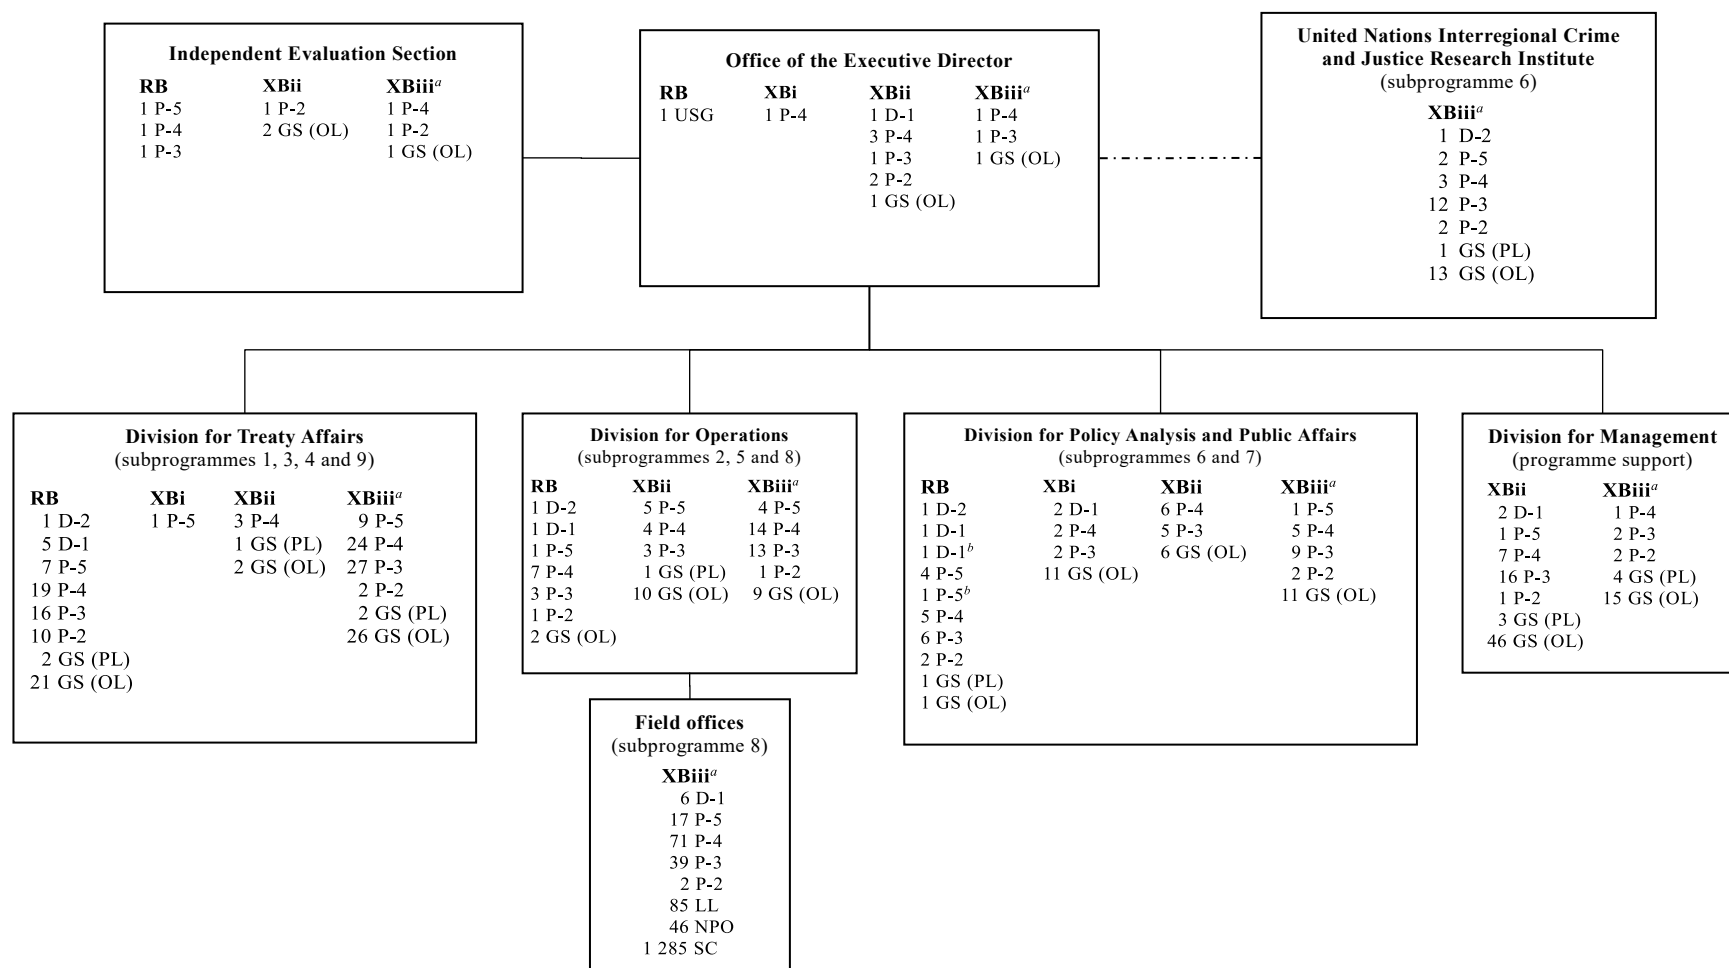 Independent Evaluation Section
RB XBii XBiiiᵃ
1 P-5 1 P-2 1 P-4
1 P-4 2 GS (OL) 1 P-2
1 P-3 1 GS (OL)
Office of the Executive Director
RB XBi XBii XBiiiᵃ
1 USG 1 P-4 1 D-1 1 P-4
3 P-4 1 P-3
1 P-3 1 GS (OL)
2 P-2
1 GS (OL)
United Nations Interregional Crime
and Justice Research Institute
(subprogramme 6)
XBiiiᵃ
1 D-2
2 P-5
3 P-4
12 P-3
2 P-2
1 GS (PL)
13 GS (OL)
Division for Treaty Affairs
(subprogrammes 1, 3, 4 and 9)
RB XBi XBii XBiiiᵃ
1 D-2 1 P-5 3 P-4 9 P-5
5 D-1 1 GS (PL) 24 P-4
7 P-5 2 GS (OL) 27 P-3
19 P-4 2 P-2
16 P-3 2 GS (PL)
10 P-2 26 GS (OL)
2 GS (PL)
21 GS (OL)
Division for Operations
(subprogrammes 2, 5 and 8)
RB XBii XBiiiᵃ
1 D-2 5 P-5 4 P-5
1 D-1 4 P-4 14 P-4
1 P-5 3 P-3 13 P-3
7 P-4 1 GS (PL) 1 P-2
3 P-3 10 GS (OL) 9 GS (OL)
1 P-2
2 GS (OL)
Division for Policy Analysis and Public Affairs
(subprogrammes 6 and 7)
RB XBi XBii XBiiiᵃ
1 D-2 2 D-1 6 P-4 1 P-5
1 D-1 2 P-4 5 P-3 5 P-4
1 D-1ᵇ 2 P-3 6 GS (OL) 9 P-3
4 P-5 11 GS (OL) 2 P-2
1 P-5ᵇ 11 GS (OL)
5 P-4
6 P-3
2 P-2
1 GS (PL)
1 GS (OL)
Division for Management
(programme support)
XBii XBiiiᵃ
2 D-1 1 P-4
1 P-5 2 P-3
7 P-4 2 P-2
16 P-3 4 GS (PL)
1 P-2 15 GS (OL)
3 GS (PL)
46 GS (OL)
Field offices
(subprogramme 8)
XBiiiᵃ
6 D-1
17 P-5
71 P-4
39 P-3
2 P-2
85 LL
46 NPO
1 285 SC